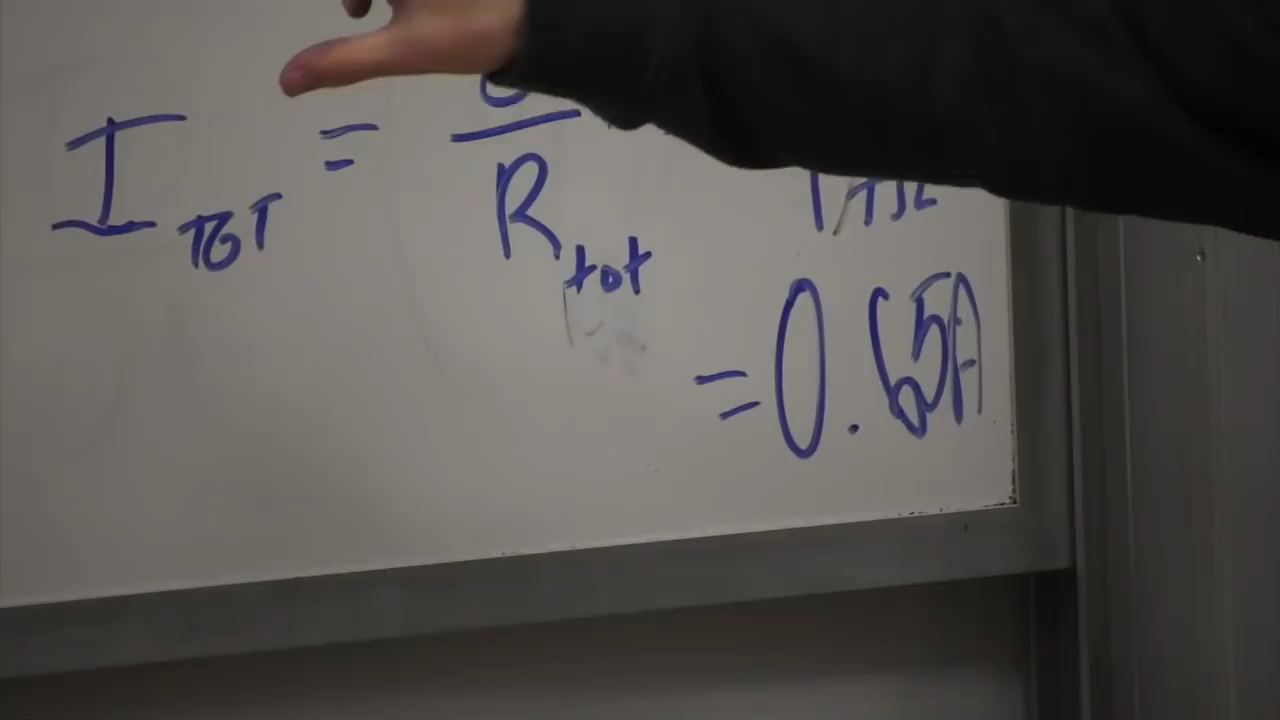 I TOT =
R tot
= 0.65A